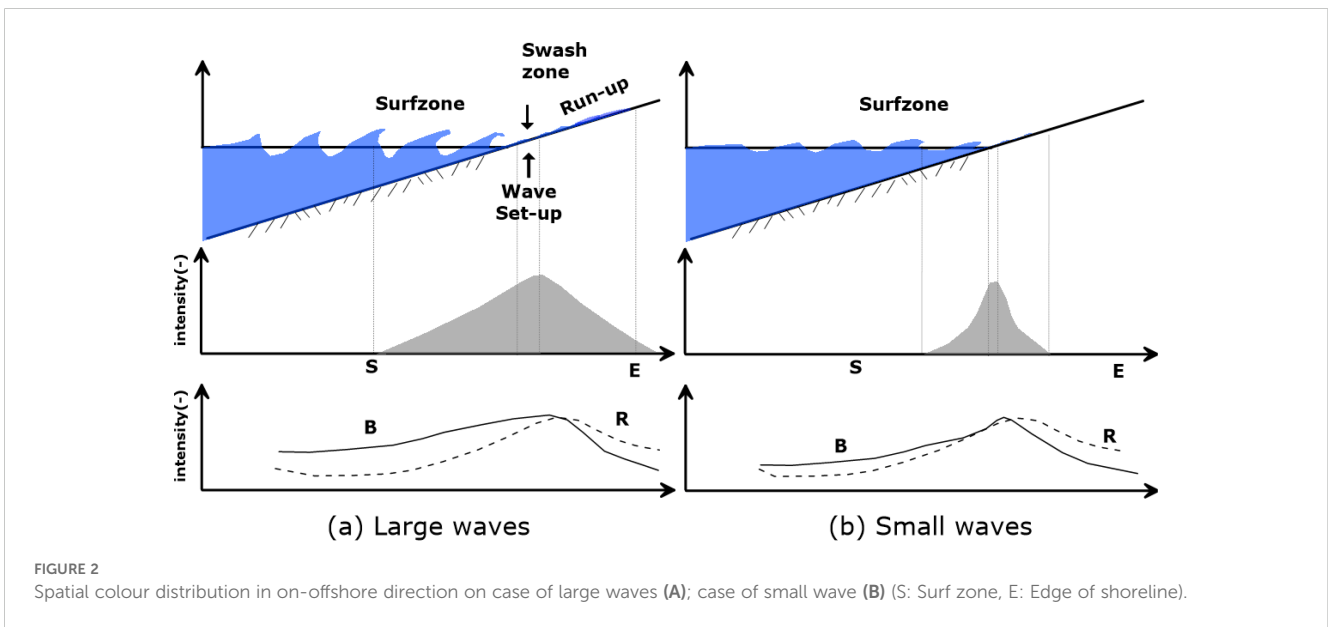 Swash
zone
Surfzone
Run-up
Wave
Set-up
Surfzone
intensity(-)
S
E
S
E
intensity(-)
B
R
B
R
(a) Large waves
(b) Small waves
FIGURE 2
Spatial colour distribution in on-offshore direction on case of large waves (A); case of small wave (B) (S: Surf zone, E: Edge of shoreline).